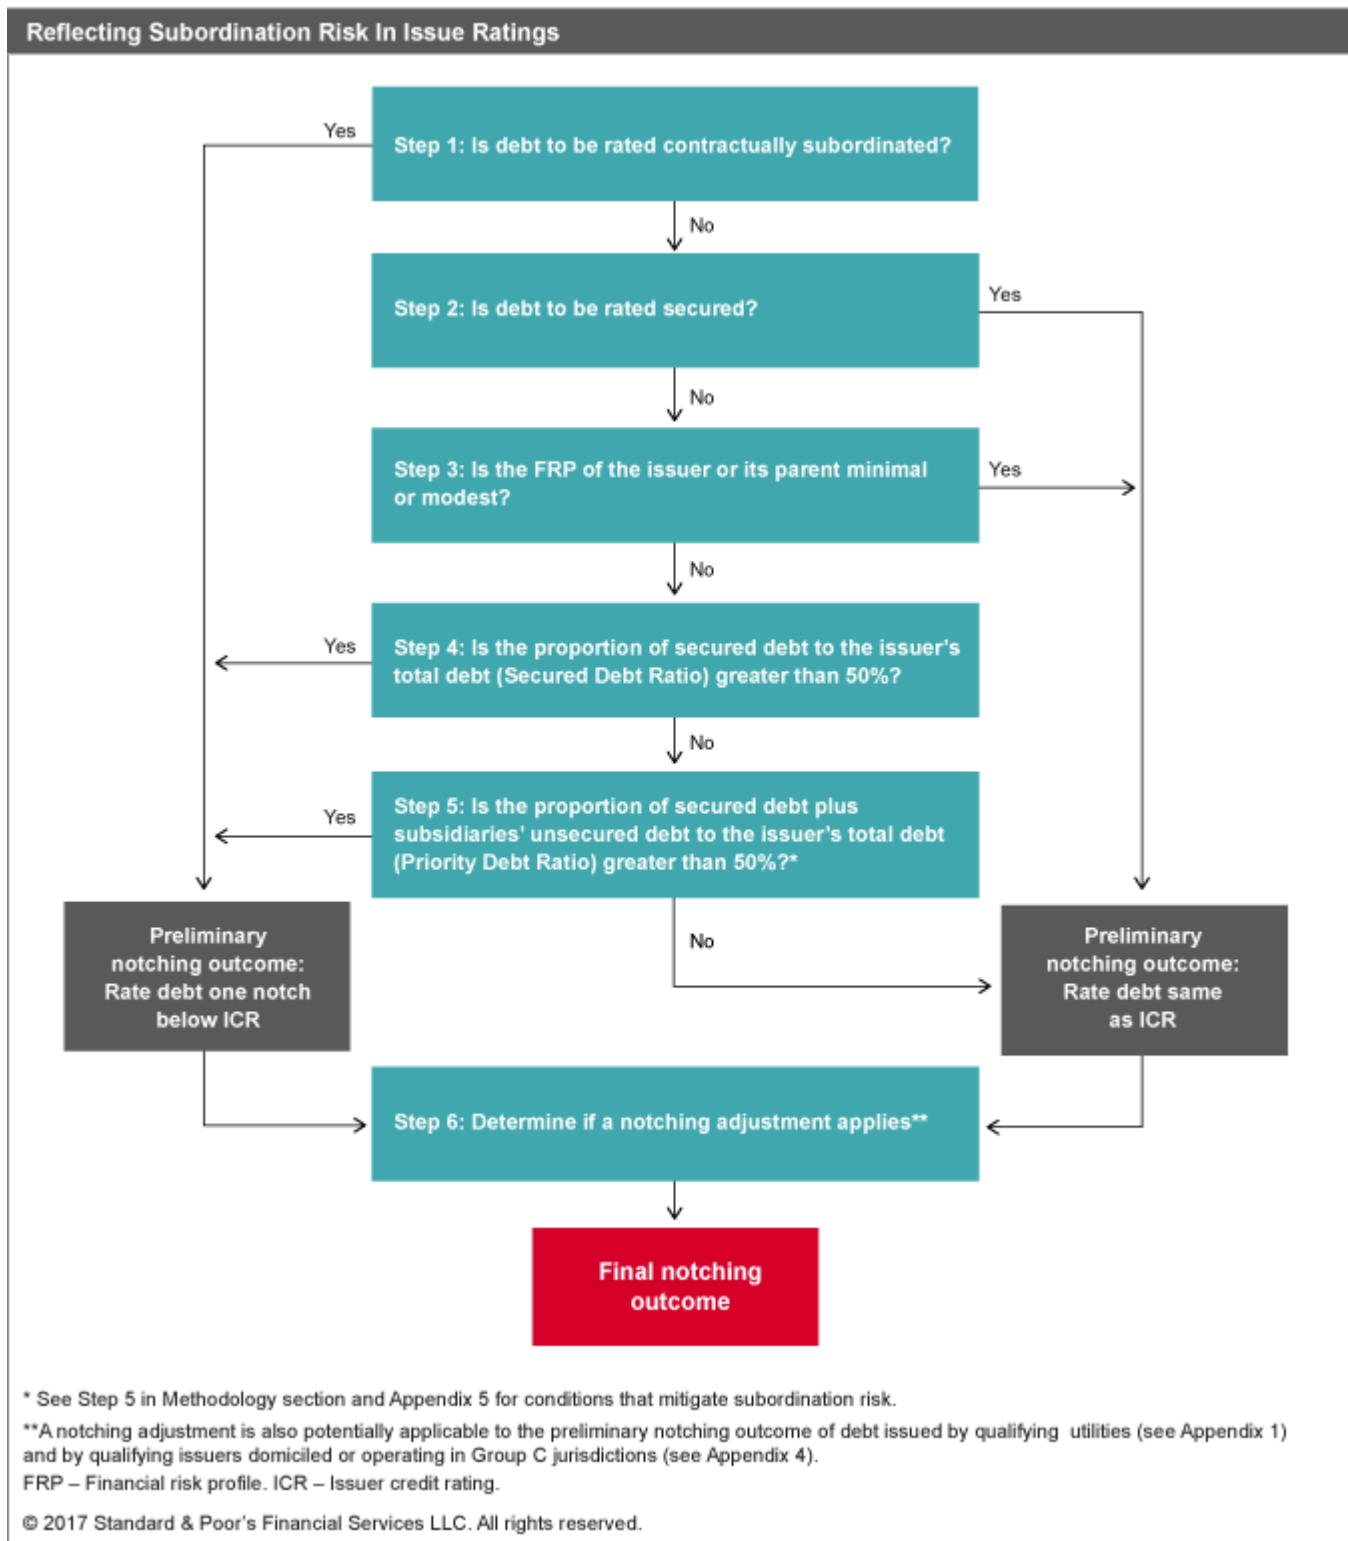 Reflecting Subordination Risk In Issue Ratings
Yes
Step 1: Is debt to be rated contractually subordinated?
No
Step 2: Is debt to be rated secured?
Yes
No
Step 3: Is the FRP of the issuer or its parent minimal
or modest?
Yes
No
Yes
Step 4: Is the proportion of secured debt to the issuer's
total debt (Secured Debt Ratio) greater than 50%?
No
Yes
Step 5: Is the proportion of secured debt plus
subsidiaries' unsecured debt to the issuer's total debt
(Priority Debt Ratio) greater than 50%?*
No
Preliminary
notching outcome:
Rate debt one notch
below ICR
Preliminary
notching outcome:
Rate debt same
as ICR
Step 6: Determine if a notching adjustment applies**
Final notching
outcome
* See Step 5 in Methodology section and Appendix 5 for conditions that mitigate subordination risk.
**A notching adjustment is also potentially applicable to the preliminary notching outcome of debt issued by qualifying utilities (see Appendix 1)
and by qualifying issuers domiciled or operating in Group C jurisdictions (see Appendix 4).
FRP – Financial risk profile. ICR – Issuer credit rating.
© 2017 Standard & Poor's Financial Services LLC. All rights reserved.